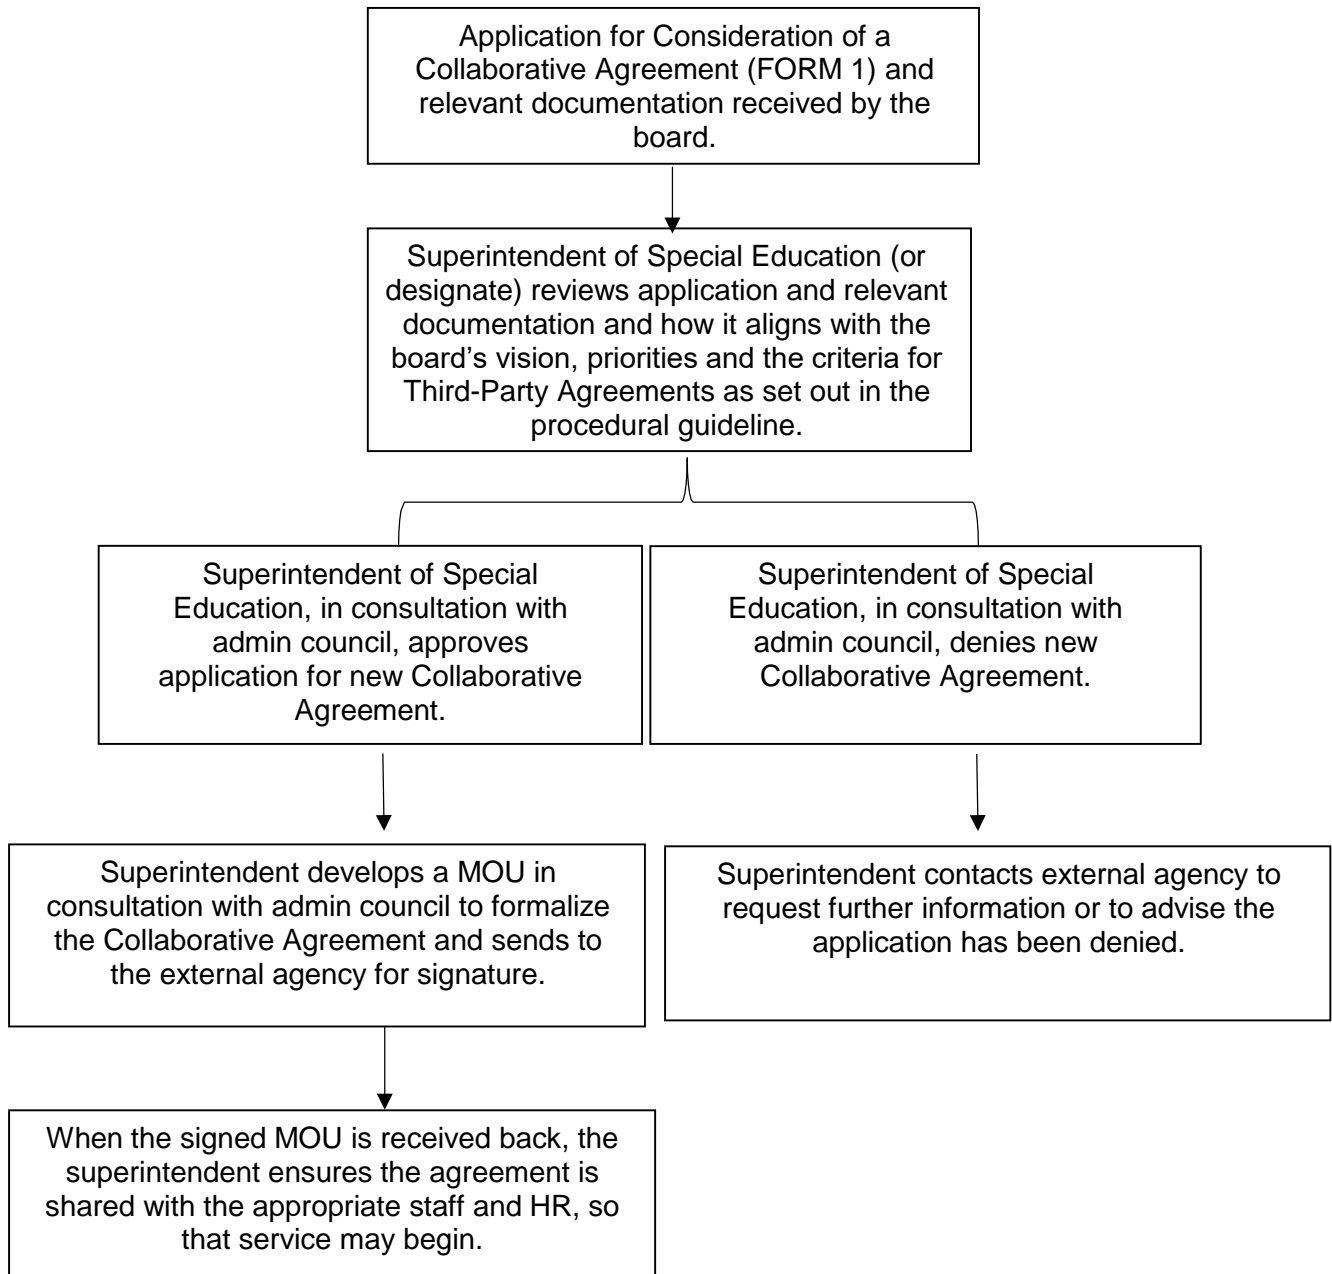 Application for Consideration of a
Collaborative Agreement (FORM 1) and
relevant documentation received by the
board.
Superintendent of Special Education (or
designate) reviews application and relevant
documentation and how it aligns with the
board’s vision, priorities and the criteria for
Third-Party Agreements as set out in the
procedural guideline.
Superintendent of Special
Education, in consultation with
admin council, approves
application for new Collaborative
Agreement.
Superintendent of Special
Education, in consultation with
admin council, denies new
Collaborative Agreement.
Superintendent develops a MOU in
consultation with admin council to formalize
the Collaborative Agreement and sends to
the external agency for signature.
Superintendent contacts external agency to
request further information or to advise the
application has been denied.
When the signed MOU is received back, the
superintendent ensures the agreement is
shared with the appropriate staff and HR, so
that service may begin.